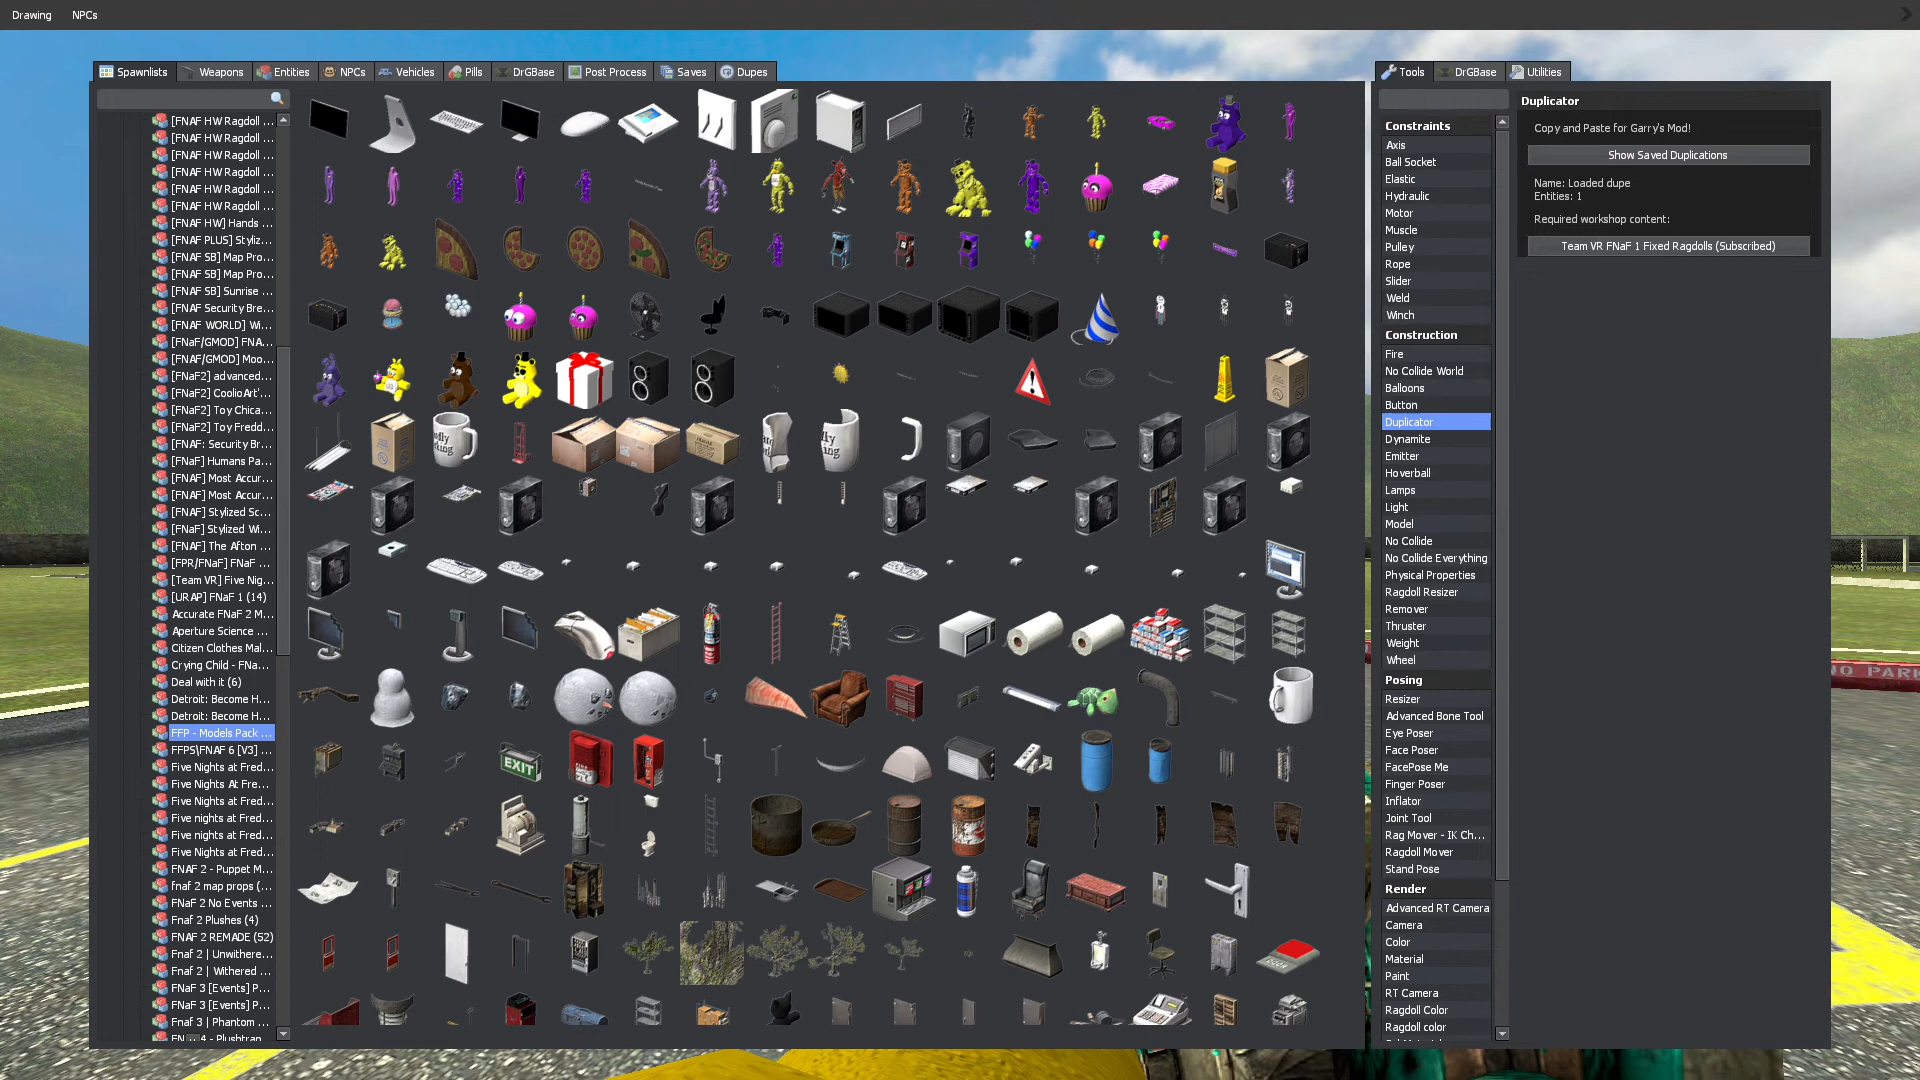 Drawing
NPCs
Spawnlists
Weapons
Entities
NPCs
Vehicles
Pills
DrGBase
Post Process
Saves
Dupes
[FNAF HW Ragdoll ...
[FNAF HW Ragdoll ...
[FNAF HW Ragdoll ...
[FNAF HW Ragdoll ...
[FNAF HW Ragdoll ...
[FNAF HW Ragdoll ...
[FNAF HW] Hands ...
[FNAF PLUS] Styliz...
[FNAF SB] Map Pro...
[FNAF SB] Map Pro...
[FNAF SB] Sunrise ...
[FNAF Security Bre...
[FNAF WORLD] Wi...
[FNaF/GMOD] FNA...
[FNAF/GMOD] Moo...
[FNaF2] advanced...
[FNaF2] CoolioArt'...
[FNaF2] Toy Chica...
[FNaF2] Toy Fredd...
[FNAF: Security Br...
[FNaF] Humans Pa...
[FNAF] Most Accur...
[FNAF] Most Accur...
[FNAF] Stylized Sc...
[FNaF] Stylized Wi...
[FNAF] The Afton ...
[FPR/FNaF] FNaF ...
[Team VR] Five Nig...
[URAP] FNaF 1 (14)
Accurate FNaF 2 M...
Aperture Science ...
Citizen Clothes Mal...
Crying Child - FNa...
Deal with it (6)
Detroit: Become H...
Detroit: Become H...
FFP - Models Pack ...
FFPS\FNAF 6 [V3] ...
Five Nights at Fred...
Five Nights At Fre...
Five Nights at Fred...
Five nights at Fred...
Five nights at Fred...
Five Nights at Fred...
FNAF 2 - Puppet M...
fnaf 2 map props (...
FNaF 2 No Events ...
Fnaf 2 Plushes (4)
FNAF 2 REMADE (52)
Fnaf 2 | Unwithere...
Fnaf 2 | Withered ...
FNaF 3 [Events] P...
FNaF 3 [Events] P...
Fnaf 3 | Phantom ...
EXIT
Tools
DrGBase
Utilities
Constraints
Axis
Ball Socket
Elastic
Hydraulic
Motor
Muscle
Pulley
Rope
Slider
Weld
Winch
Construction
Fire
No Collide World
Balloons
Button
Duplicator
Dynamite
Emitter
Hoverball
Lamps
Light
Model
No Collide
No Collide Everything
Physical Properties
Ragdoll Resizer
Remover
Thruster
Weight
Wheel
Posing
Resizer
Advanced Bone Tool
Eye Poser
Face Poser
FacePose Me
Finger Poser
Inflator
Joint Tool
Rag Mover - IK Ch...
Ragdoll Mover
Stand Pose
Render
Advanced RT Camera
Camera
Color
Material
Paint
RT Camera
Ragdoll Color
Ragdoll color
Duplicator
Copy and Paste for Garry's Mod!
Show Saved Duplications
Name: Loaded dupe
Entities: 1
Required workshop content:
Team VR FNaF 1 Fixed Ragdolls (Subscribed)